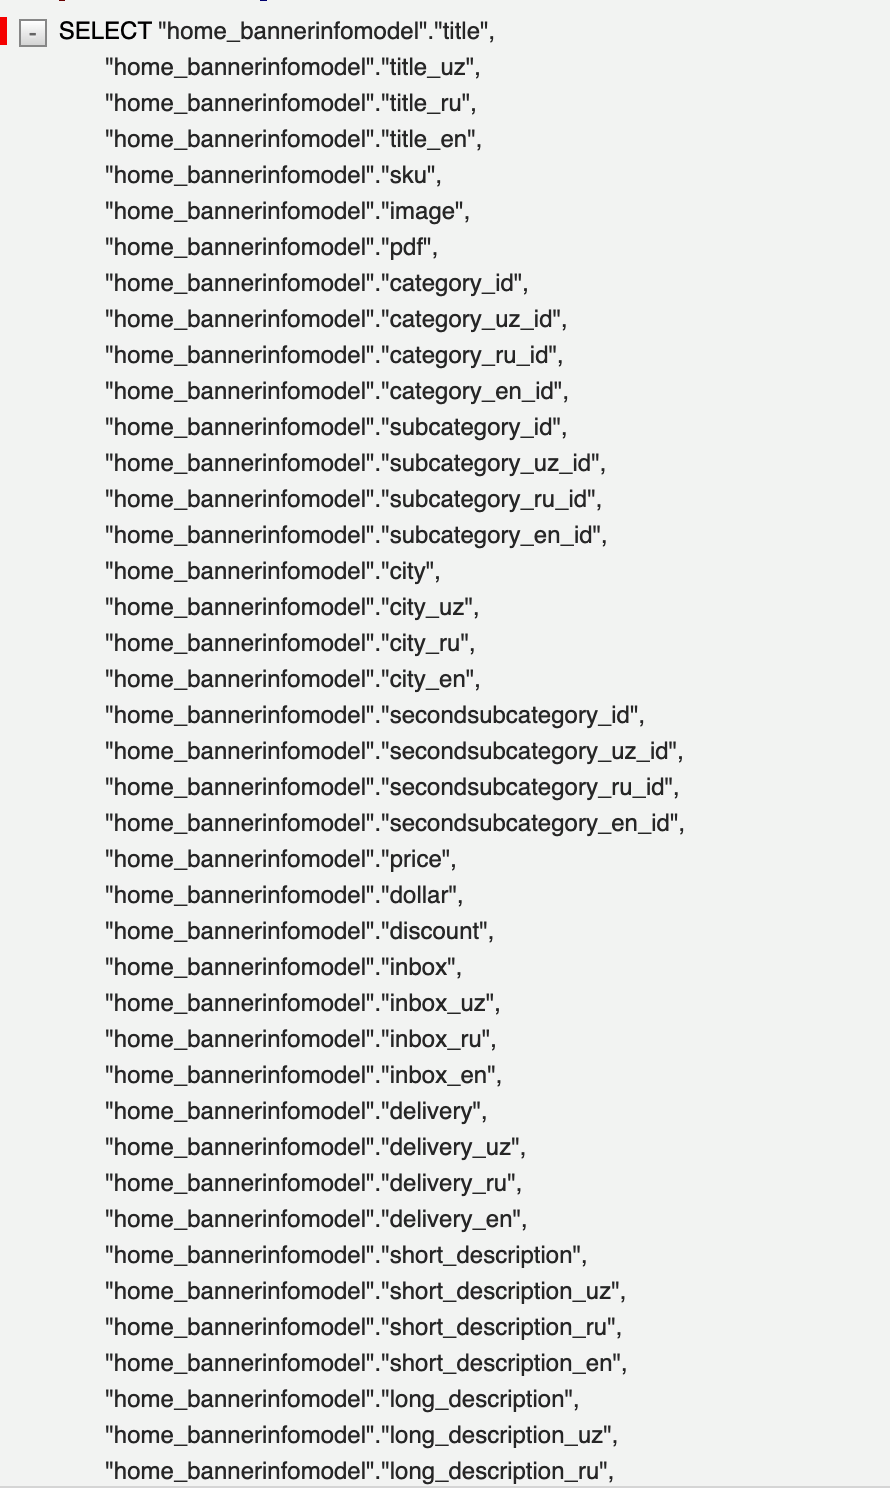 - SELECT "home_bannerinfomodel"."title",
"home_bannerinfomodel"."title_uz",
"home_bannerinfomodel"."title_ru",
"home_bannerinfomodel"."title_en",
"home_bannerinfomodel"."sku",
"home_bannerinfomodel"."image",
"home_bannerinfomodel"."pdf",
"home_bannerinfomodel"."category_id",
"home_bannerinfomodel"."category_uz_id",
"home_bannerinfomodel"."category_ru_id",
"home_bannerinfomodel"."category_en_id",
"home_bannerinfomodel"."subcategory_id",
"home_bannerinfomodel"."subcategory_uz_id",
"home_bannerinfomodel"."subcategory_ru_id",
"home_bannerinfomodel"."subcategory_en_id",
"home_bannerinfomodel"."city",
"home_bannerinfomodel"."city_uz",
"home_bannerinfomodel"."city_ru",
"home_bannerinfomodel"."city_en",
"home_bannerinfomodel"."secondsubcategory_id",
"home_bannerinfomodel"."secondsubcategory_uz_id",
"home_bannerinfomodel"."secondsubcategory_ru_id",
"home_bannerinfomodel"."secondsubcategory_en_id",
"home_bannerinfomodel"."price",
"home_bannerinfomodel"."dollar",
"home_bannerinfomodel"."discount",
"home_bannerinfomodel"."inbox",
"home_bannerinfomodel"."inbox_uz",
"home_bannerinfomodel"."inbox_ru",
"home_bannerinfomodel"."inbox_en",
"home_bannerinfomodel"."delivery",
"home_bannerinfomodel"."delivery_uz",
"home_bannerinfomodel"."delivery_ru",
"home_bannerinfomodel"."delivery_en",
"home_bannerinfomodel"."short_description",
"home_bannerinfomodel"."short_description_uz",
"home_bannerinfomodel"."short_description_ru",
"home_bannerinfomodel"."short_description_en",
"home_bannerinfomodel"."long_description",
"home_bannerinfomodel"."long_description_uz",
"home_bannerinfomodel"."long_description_ru",